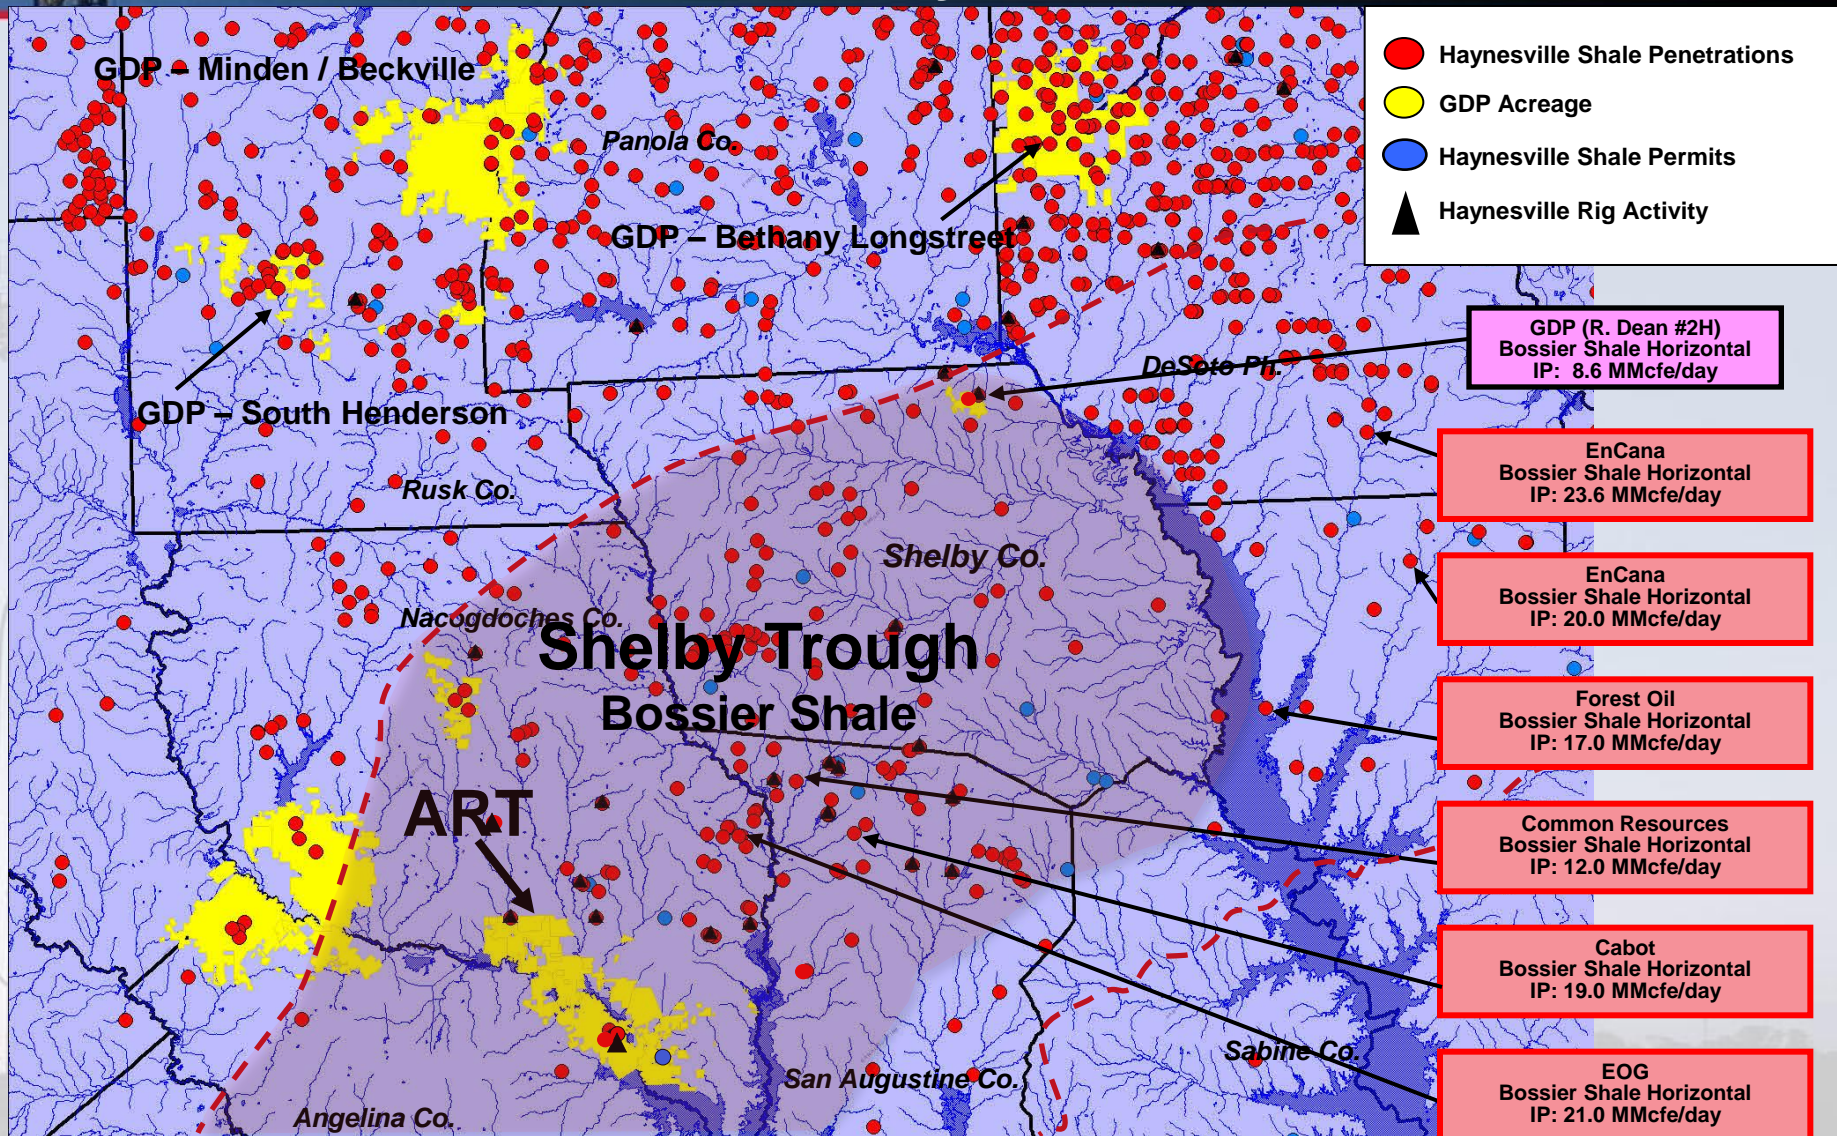 Haynesville Shale Penetrations
GDP Acreage
Haynesville Shale Permits
Haynesville Rig Activity
GDP – Minden / Beckville
Panola Co.
GDP – Bethany Longstreet
GDP – South Henderson
DeSoto Ph.
Rusk Co.
Shelby Co.
Nacogdoches Co.
Shelby Trough
Bossier Shale
ART
San Augustine Co.
Sabine Co.
Angelina Co.
GDP (R. Dean #2H)
Bossier Shale Horizontal
IP: 8.6 MMcfe/day
EnCana
Bossier Shale Horizontal
IP: 23.6 MMcfe/day
EnCana
Bossier Shale Horizontal
IP: 20.0 MMcfe/day
Forest Oil
Bossier Shale Horizontal
IP: 17.0 MMcfe/day
Common Resources
Bossier Shale Horizontal
IP: 12.0 MMcfe/day
Cabot
Bossier Shale Horizontal
IP: 19.0 MMcfe/day
EOG
Bossier Shale Horizontal
IP: 21.0 MMcfe/day